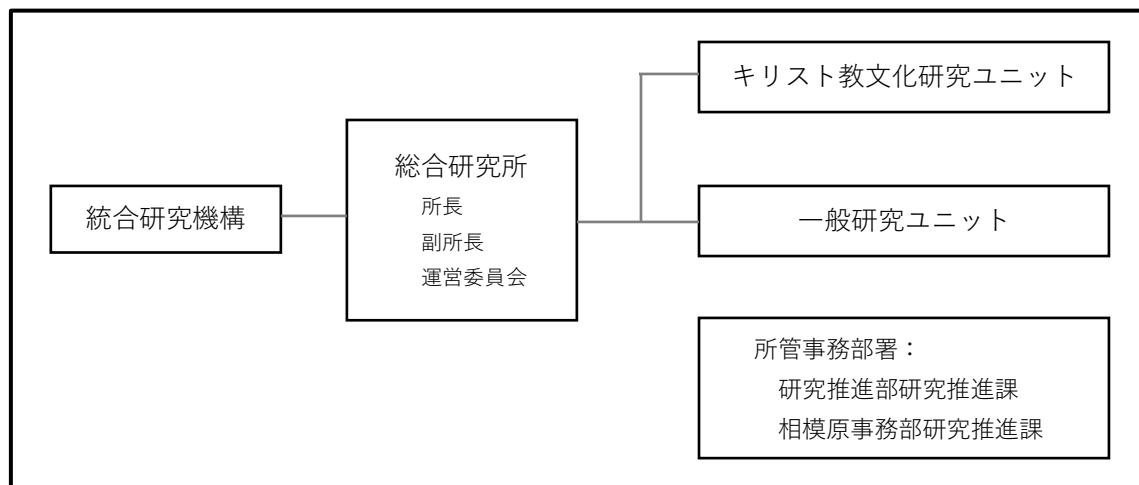 統合研究機構
総合研究所
所長
副所長
運営委員会
キリスト教文化研究ユニット
一般研究ユニット
所管事務部署：
研究推進部研究推進課
相模原事務部研究推進課